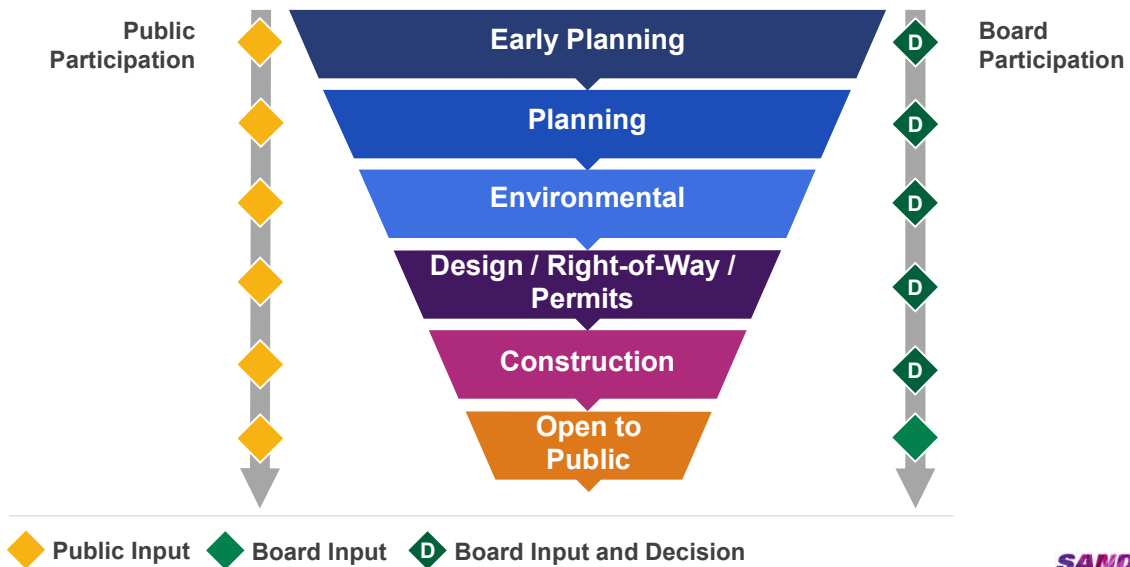 Public
Participation
Early Planning
D
Board
Participation
Planning
D
Environmental
D
Design / Right-of-Way /
Permits
D
Construction
D
Open to
Public
Public Input
Board Input
D
Board Input and Decision